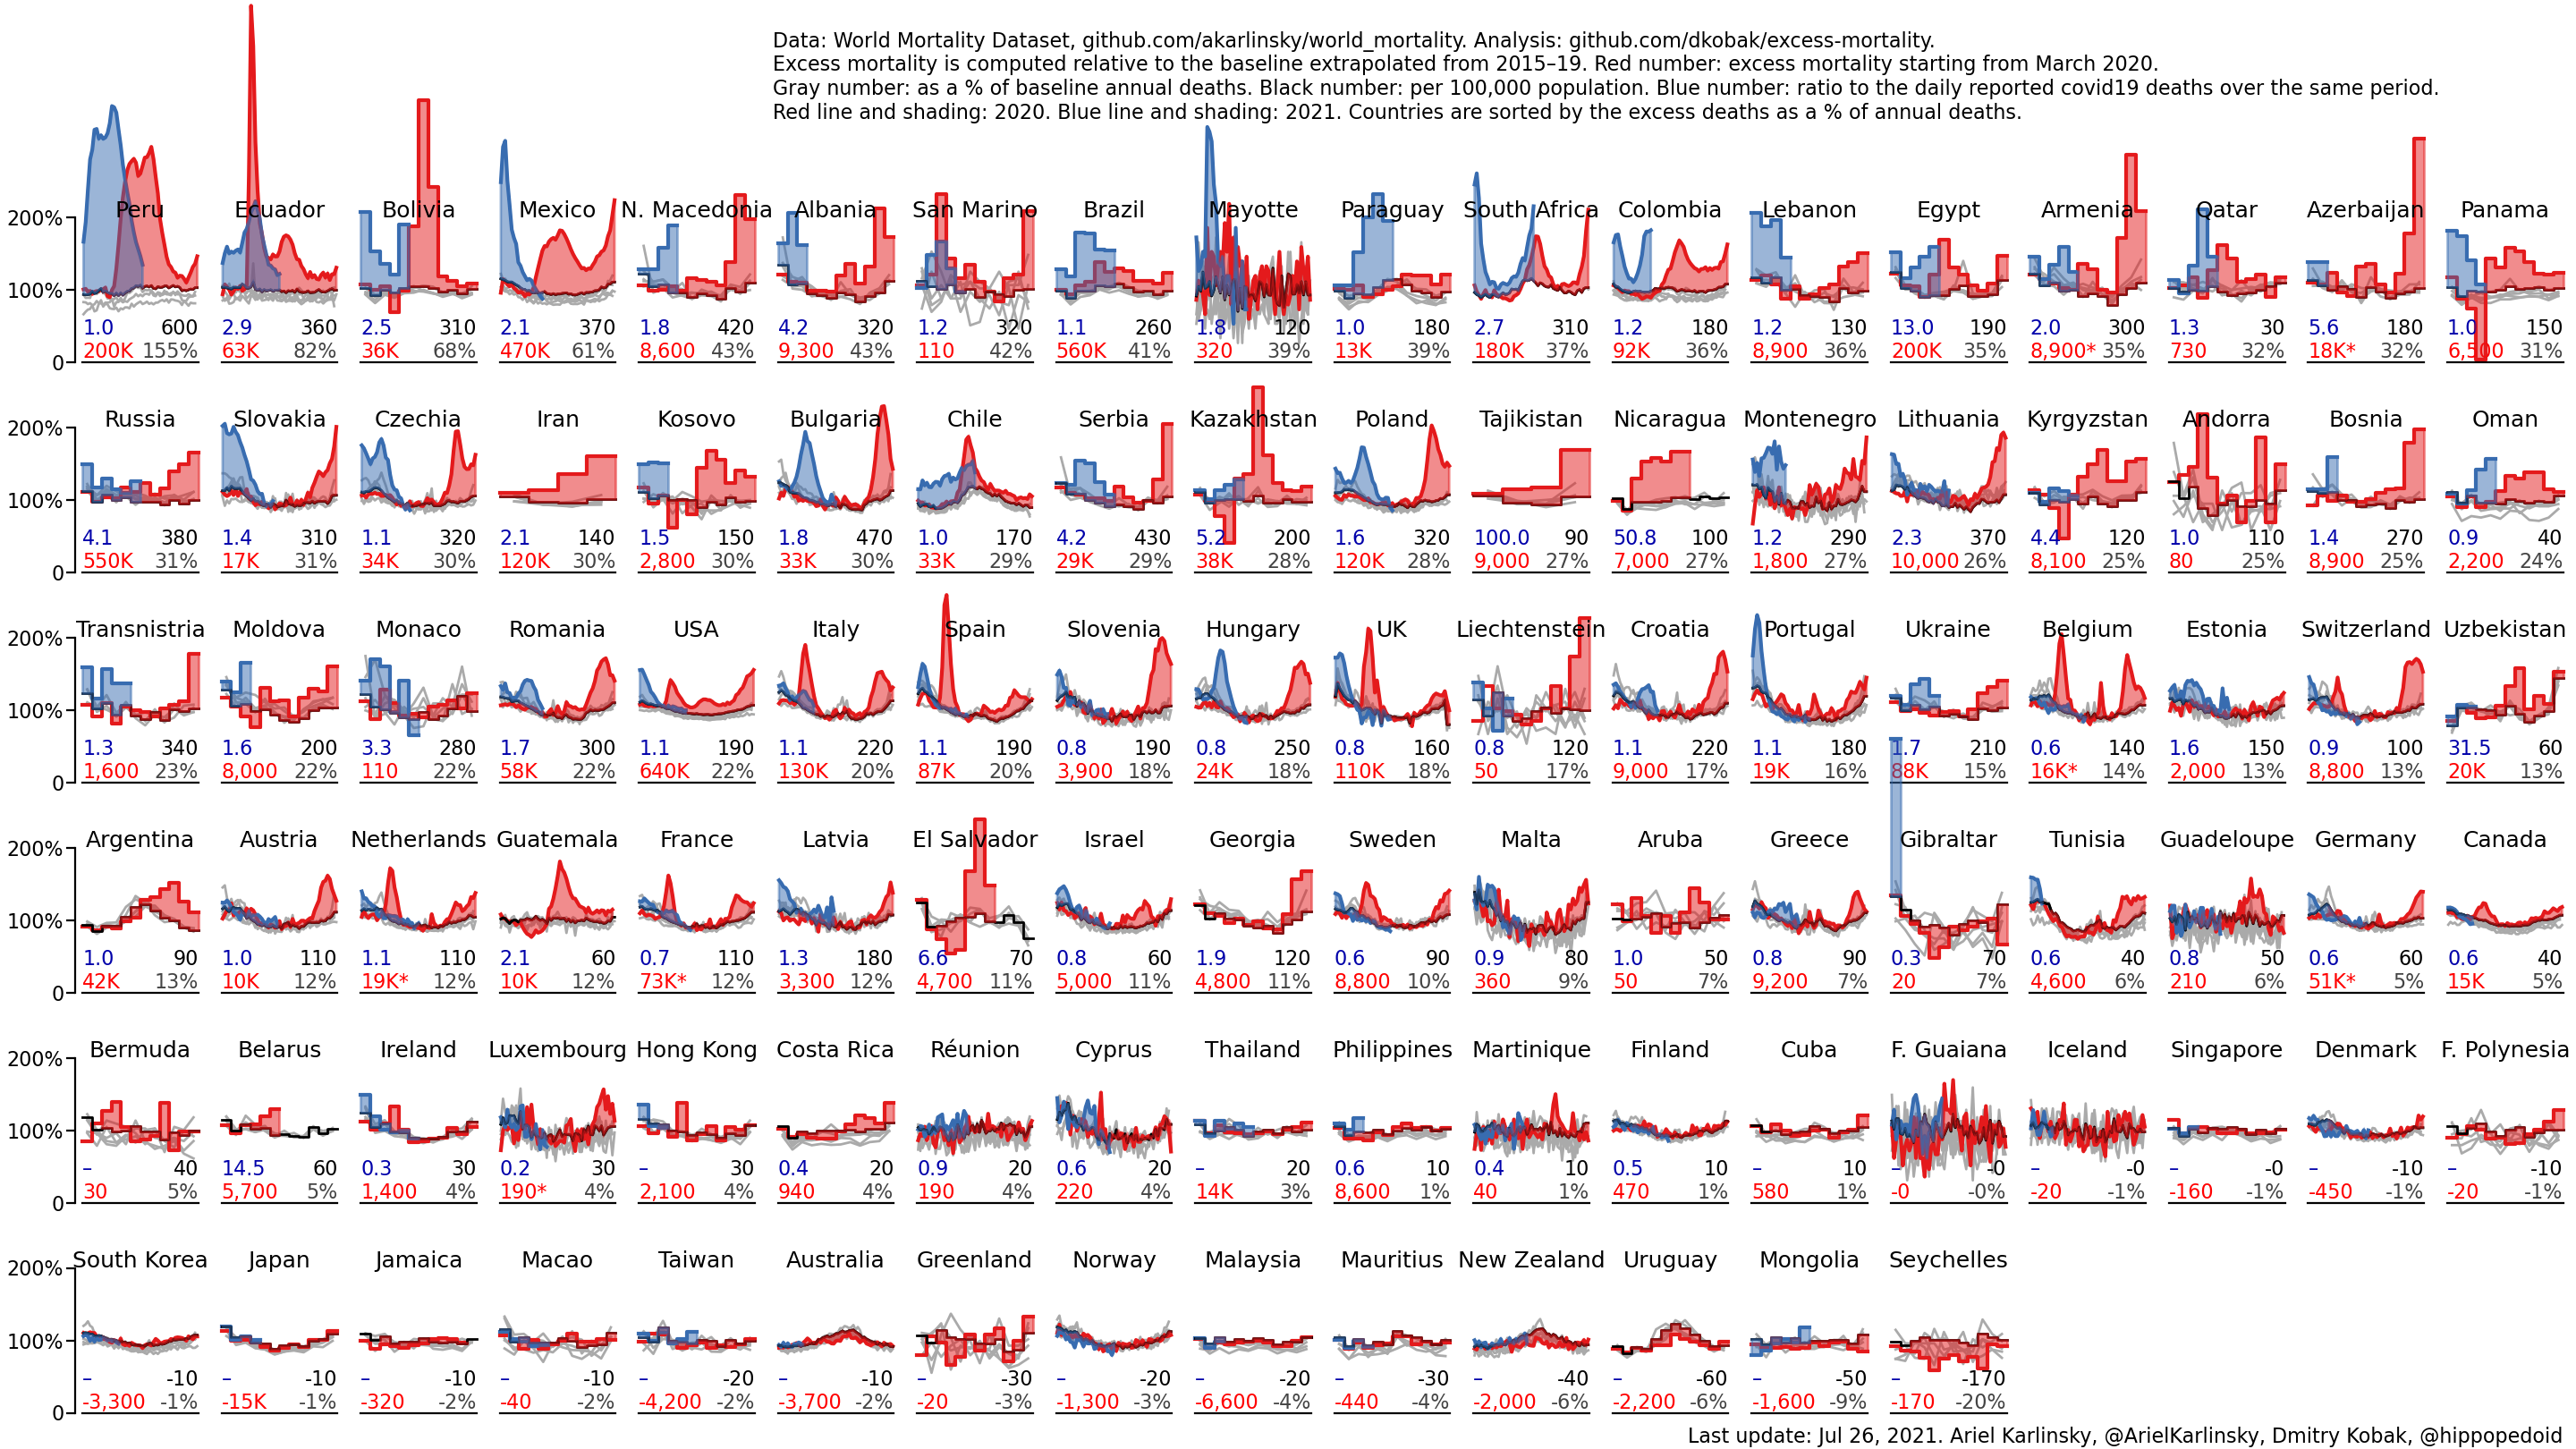 Data: World Mortality Dataset, github.com/akarlinsky/world_mortality. Analysis: github.com/dkobak/excess-mortality.
Excess mortality is computed relative to the baseline extrapolated from 2015–19. Red number: excess mortality starting from March 2020.
Gray number: as a % of baseline annual deaths. Black number: per 100,000 population. Blue number: ratio to the daily reported covid19 deaths over the same period.
Red line and shading: 2020. Blue line and shading: 2021. Countries are sorted by the excess deaths as a % of annual deaths.
200% Peru Ecuador Bolivia Mexico N. Macedonia Albania San Marino Brazil Mayotte Paraguay South Africa Colombia Lebanon Egypt Armenia Qatar Azerbaijan Panama
100%
1.0 600 2.9 360 2.5 310 2.1 370 1.8 420 4.2 320 1.2 320 1.1 260 1.8 120 1.0 180 2.7 310 1.2 180 1.2 130 13.0 190 2.0 300 1.3 30 5.6 180 1.0 150
200K 155% 63K 82% 36K 68% 470K 61% 8,600 43% 9,300 43% 110 42% 560K 41% 320 39% 13K 39% 180K 37% 92K 36% 8,900 36% 200K 35% 8,900* 35% 730 32% 18K* 32% 6,500 31%
0
200% Russia Slovakia Czechia Iran Kosovo Bulgaria Chile Serbia Kazakhstan Poland Tajikistan Nicaragua Montenegro Lithuania Kyrgyzstan Andorra Bosnia Oman
100%
4.1 380 1.4 310 1.1 320 2.1 140 1.5 150 1.8 470 1.0 170 4.2 430 5.2 200 1.6 320 100.0 90 50.8 100 1.2 290 2.3 370 4.4 120 1.0 110 1.4 270 0.9 40
550K 31% 17K 31% 34K 30% 120K 30% 2,800 30% 33K 30% 33K 29% 29K 29% 38K 28% 120K 28% 9,000 27% 7,000 27% 1,800 27% 10,000 26% 8,100 25% 80 25% 8,900 25% 2,200 24%
0
200% Transnistria Moldova Monaco Romania USA Italy Spain Slovenia Hungary UK Liechtenstein Croatia Portugal Ukraine Belgium Estonia Switzerland Uzbekistan
100%
1.3 340 1.6 200 3.3 280 1.7 300 1.1 190 1.1 220 1.1 190 0.8 190 0.8 250 0.8 160 0.8 120 1.1 220 1.1 180 1.7 210 0.6 140 1.6 150 0.9 100 31.5 60
1,600 23% 8,000 22% 110 22% 58K 22% 640K 22% 130K 20% 87K 20% 3,900 18% 24K 18% 110K 18% 50 17% 9,000 17% 19K 16% 88K 15% 16K* 14% 2,000 13% 8,800 13% 20K 13%
0
200% Argentina Austria Netherlands Guatemala France Latvia El Salvador Israel Georgia Sweden Malta Aruba Greece Gibraltar Tunisia Guadeloupe Germany Canada
100%
1.0 90 1.0 110 1.1 110 2.1 60 0.7 110 1.3 180 6.6 70 0.8 60 1.9 120 0.6 90 0.9 80 1.0 50 0.8 90 0.3 70 0.6 40 0.8 50 0.6 60 0.6 40
42K 13% 10K 12% 19K* 12% 10K 12% 73K* 12% 3,300 12% 4,700 11% 5,000 11% 4,800 11% 8,800 10% 360 9% 50 7% 9,200 7% 20 7% 4,600 6% 210 6% 51K* 5% 15K 5%
0
200% Bermuda Belarus Ireland Luxembourg Hong Kong Costa Rica Réunion Cyprus Thailand Philippines Martinique Finland Cuba F. Guaiana Iceland Singapore Denmark F. Polynesia
100%
– 40 14.5 60 0.3 30 0.2 30 – 30 0.4 20 0.9 20 0.6 20 – 20 0.6 10 0.4 10 0.5 10 – 10 – -0 – -0 – -0 – -10 – -10
30 5% 5,700 5% 1,400 4% 190* 4% 2,100 4% 940 4% 190 4% 220 4% 14K 3% 8,600 1% 40 1% 470 1% 580 1% -0 -0% -20 -1% -160 -1% -450 -1% -20 -1%
0
200% South Korea Japan Jamaica Macao Taiwan Australia Greenland Norway Malaysia Mauritius New Zealand Uruguay Mongolia Seychelles
100%
– -10 – -10 – -10 – -10 – -20 – -10 – -30 – -20 – -20 – -30 – -40 – -60 – -50 – -170
-3,300 -1% -15K -1% -320 -2% -40 -2% -4,200 -2% -3,700 -2% -20 -3% -1,300 -3% -6,600 -4% -440 -4% -2,000 -6% -2,200 -6% -1,600 -9% -170 -20%
0
Last update: Jul 26, 2021. Ariel Karlinsky, @ArielKarlinsky, Dmitry Kobak, @hippopedoid